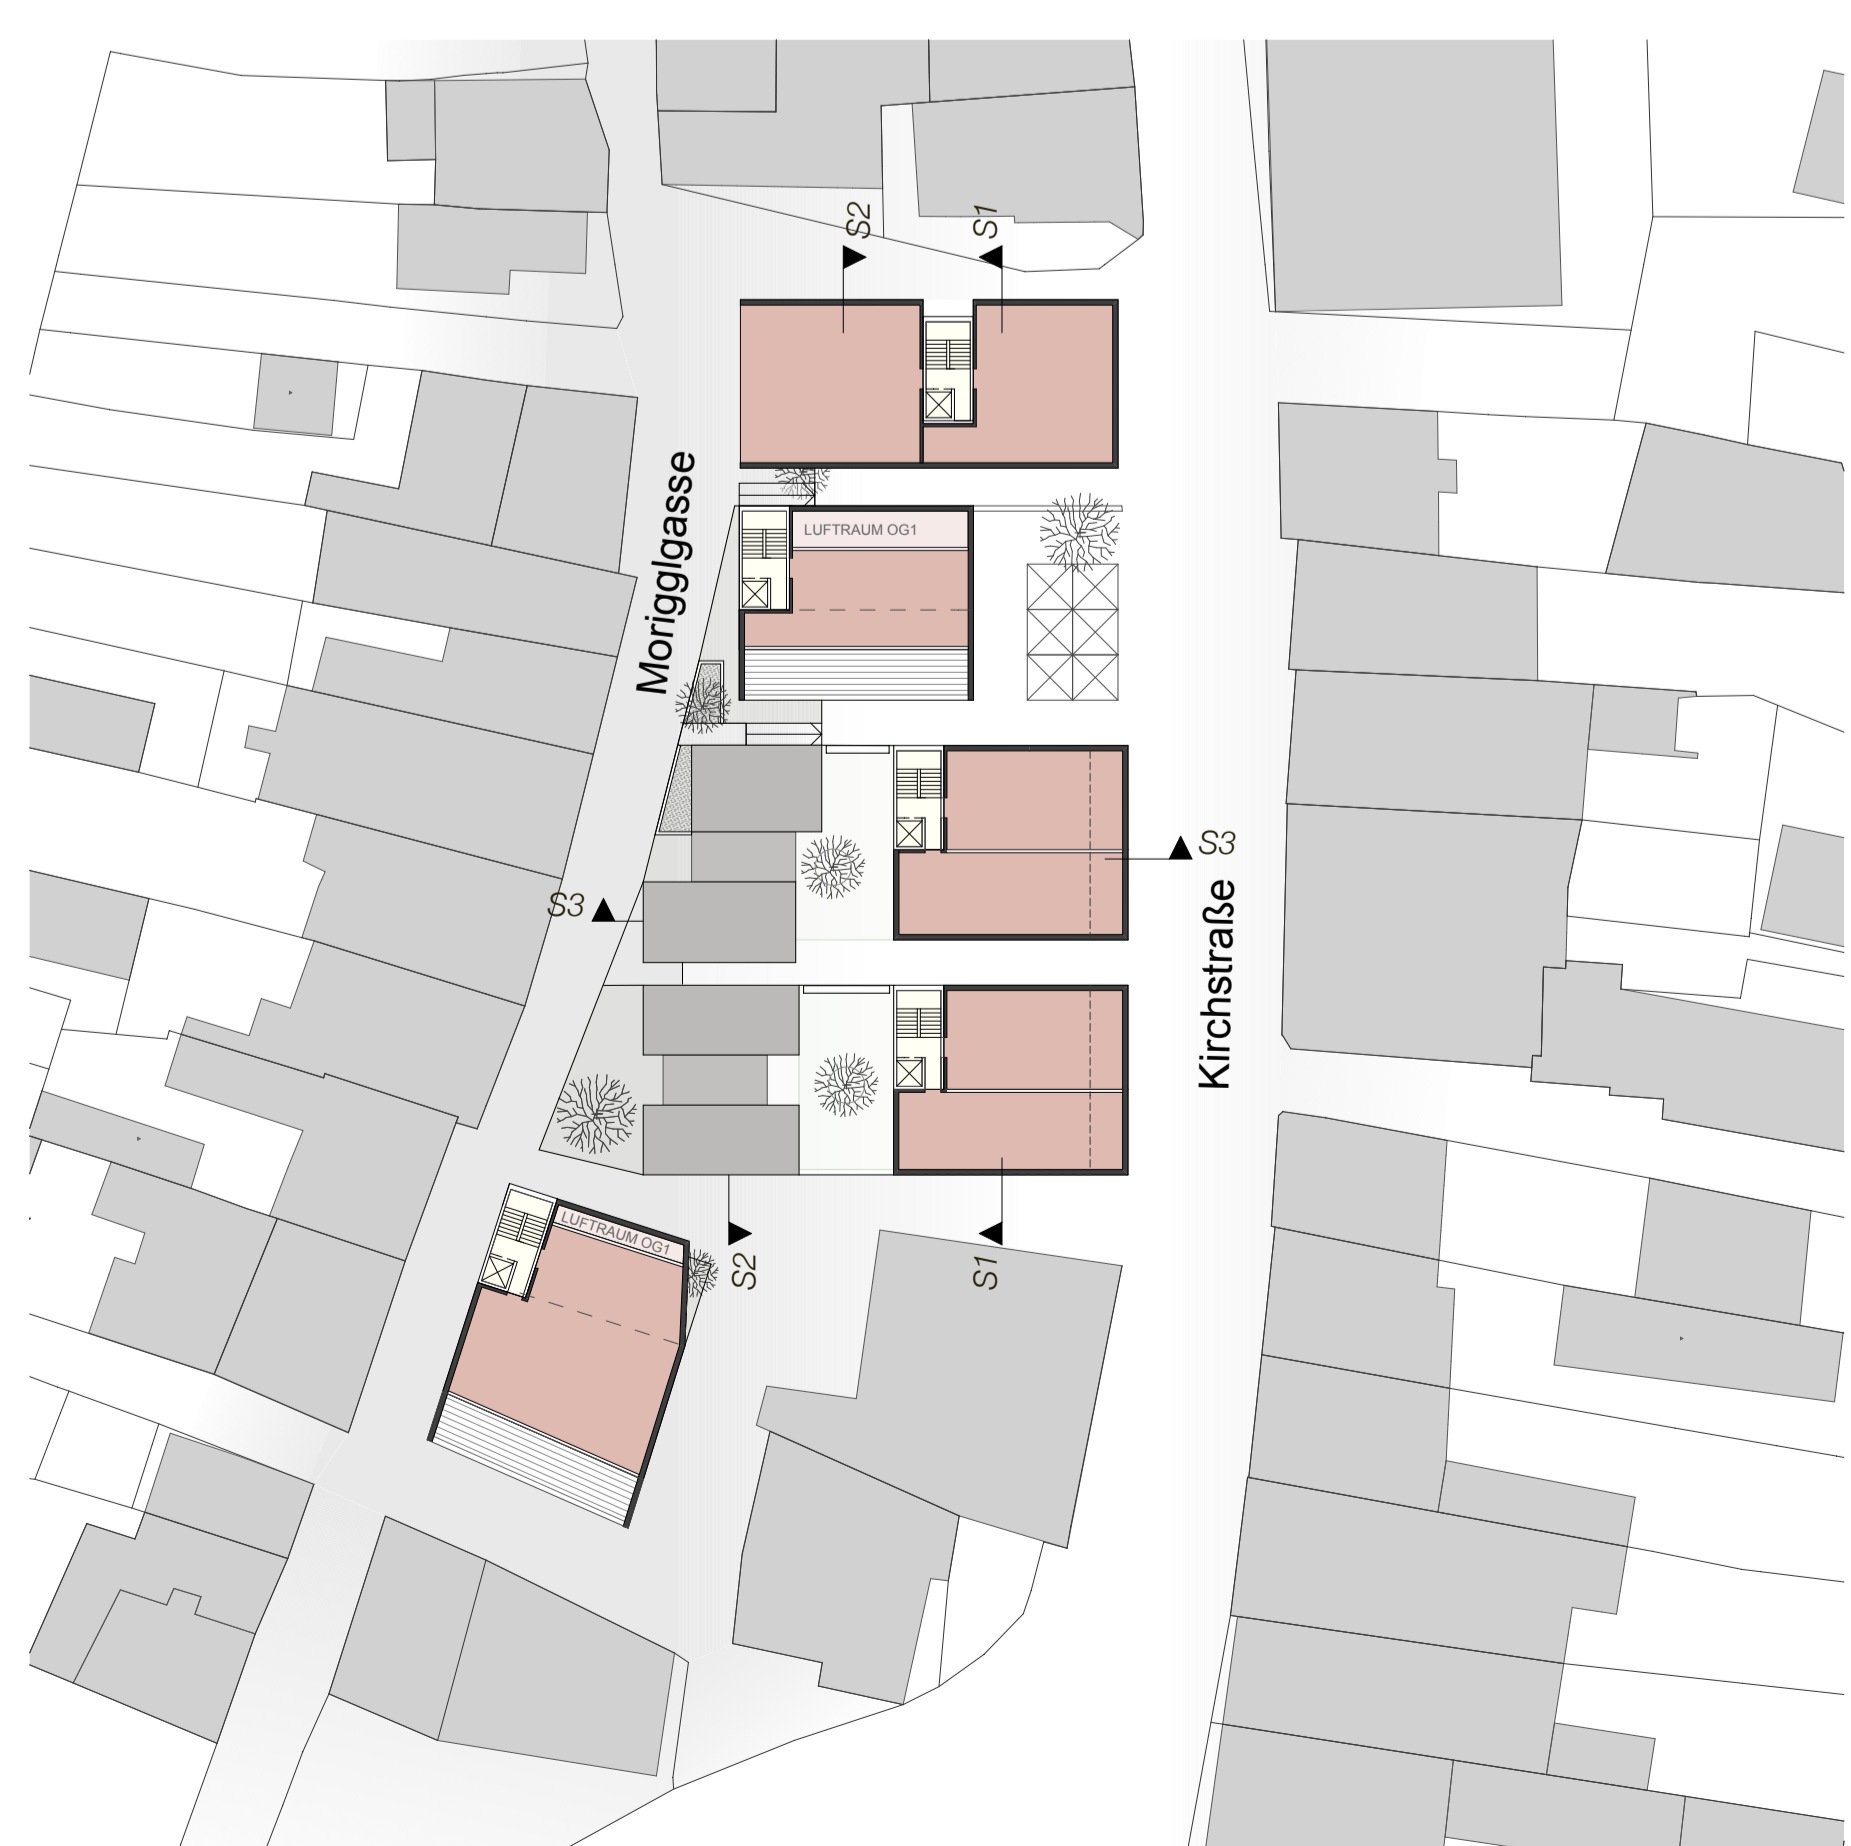 S2
S1
Morigglgasse
LUFTRAUM OG1
S3
Kirchstraße
S3
LUFTRAUM OG1
S2
S1